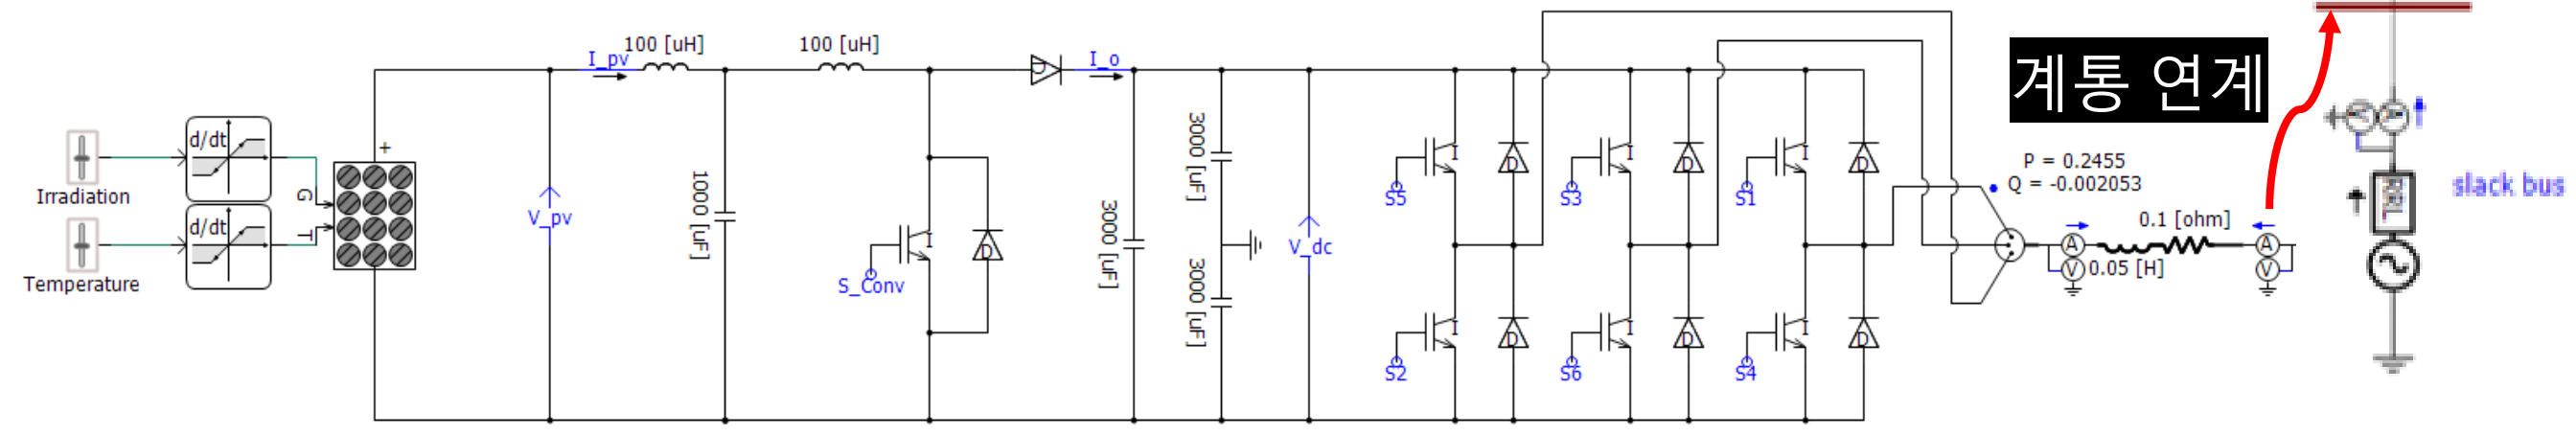 Irradiation
Temperature
d/dt
d/dt
G
T
+
V_pv
I_pv
100 [uH]
1000 [uF]
100 [uH]
S_Conv
I
D
D
I_o
3000 [uF]
3000 [uF]
3000 [uF]
V_dc
S5
I
D
S3
I
D
S1
I
D
S2
I
D
S6
I
D
S4
I
D
계통 연계
P = 0.2455
Q = -0.002053
A
V
0.05 [H]
0.1 [ohm]
A
V
RRL
slack bus